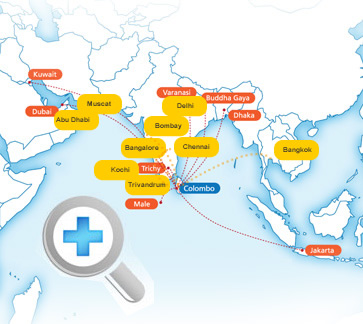 Kuwait
Varanasi
Buddha Gaya
Muscat
Delhi
Dubai
Abu Dhabi
Dhaka
Bombay
Bangalore
Chennai
Bangkok
Kochi
Trichy
Trivandrum
Colombo
Male
Jakarta